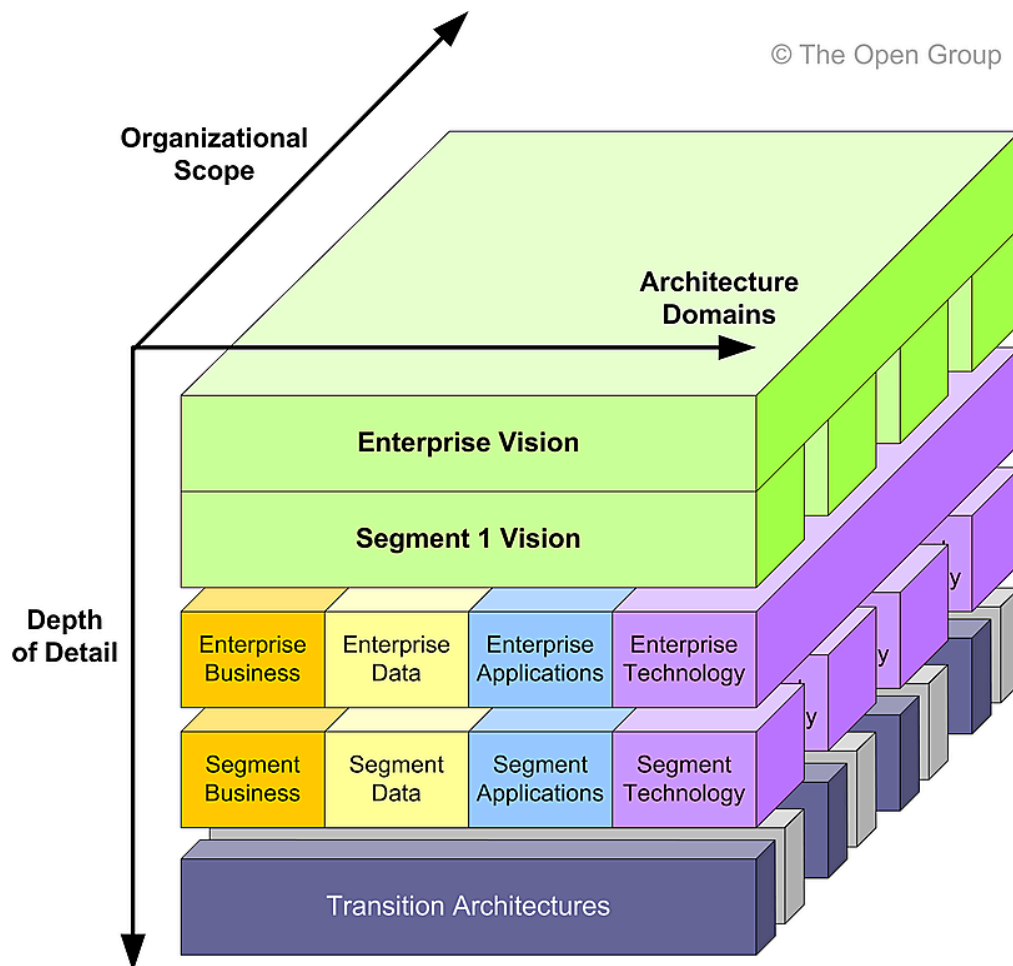 © The Open Group
Organizational
Scope
Architecture
Domains
Enterprise Vision
Segment 1 Vision
Depth
of Detail
Enterprise
Business
Enterprise
Data
Enterprise
Applications
Enterprise
Technology
Segment
Business
Segment
Data
Segment
Applications
Segment
Technology
y
y
y
Transition Architectures